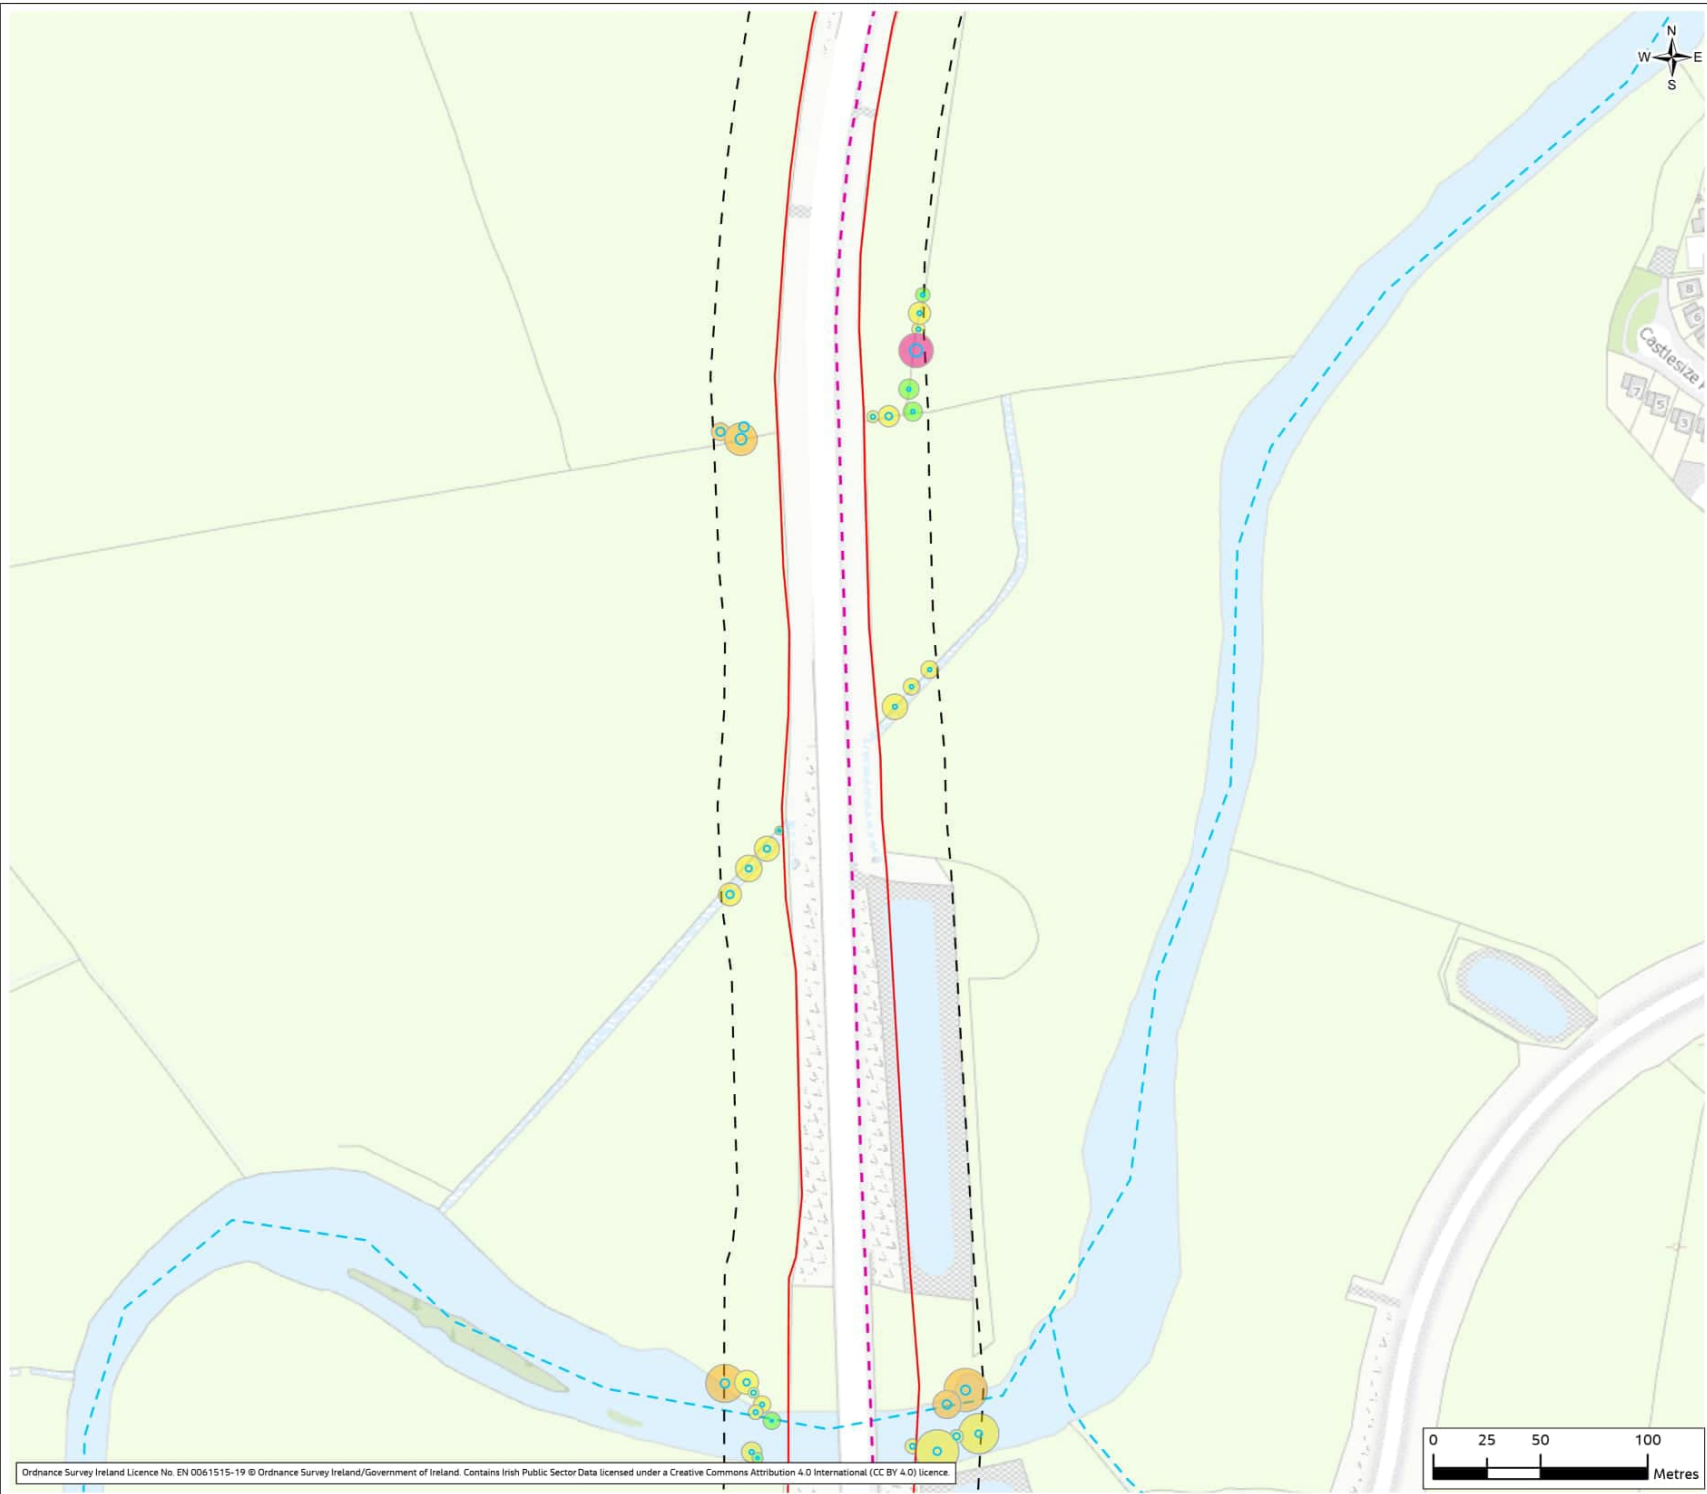 N
W E
S
8
6
Castlesize
7
5
3
0 25 50 100
Metres
Ordnance Survey Ireland Licence No. EN 0061515-19 © Ordnance Survey Ireland/Government of Ireland. Contains Irish Public Sector Data licensed under a Creative Commons Attribution 4.0 International (CC BY 4.0) licence.